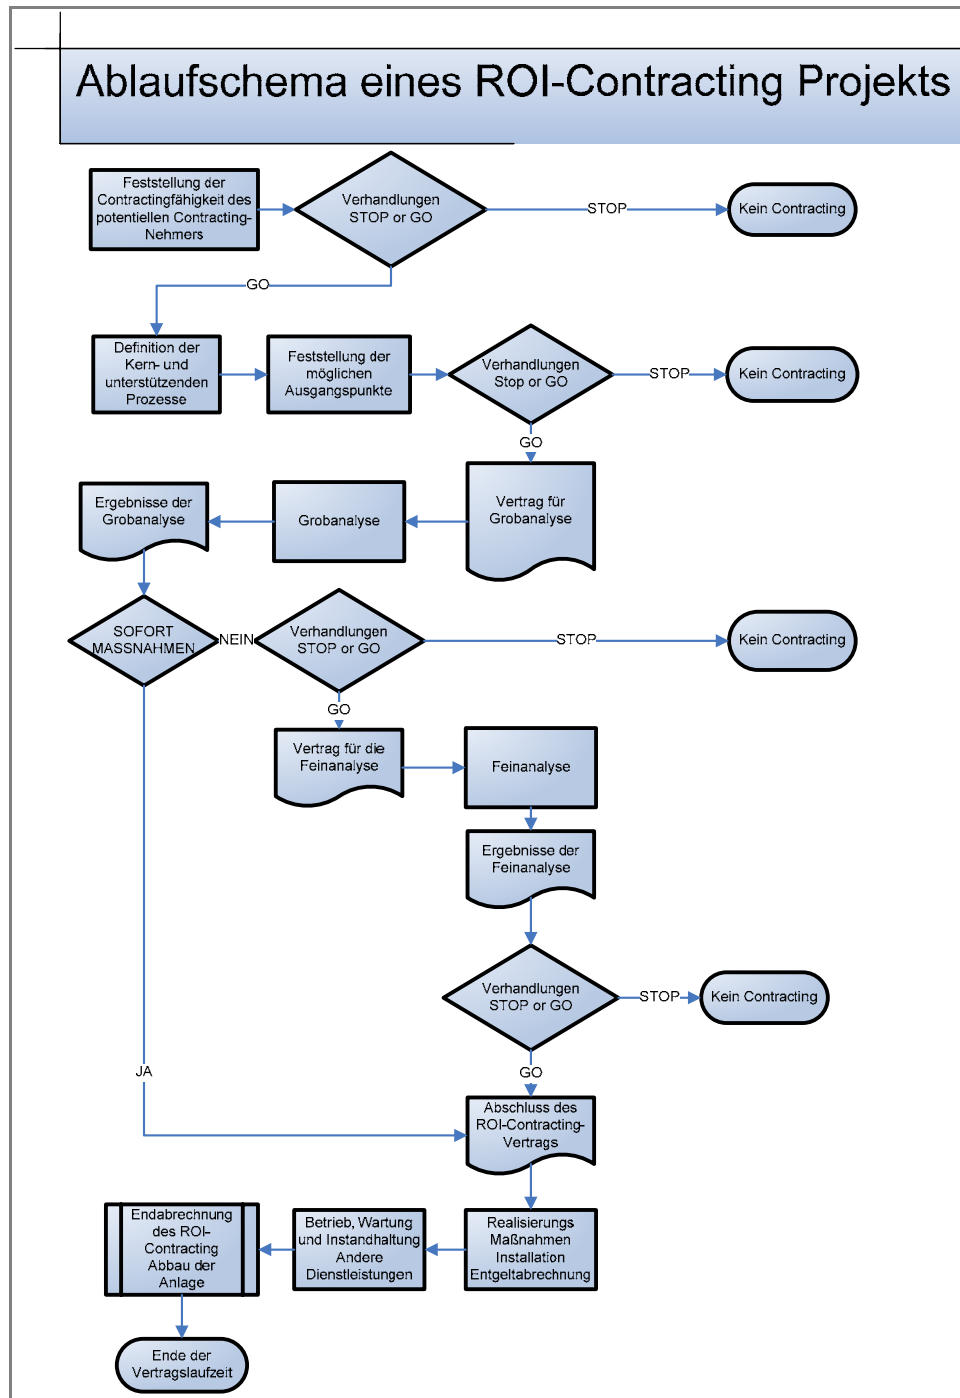 Ablaufschema eines ROI-Contracting Projekts
Feststellung der
Contractingfähigkeit des
potentiellen Contracting-
Nehmers
Verhandlungen
STOP or GO
STOP
Kein Contracting
GO
Definition der
Kern- und
unterstützenden
Prozesse
Feststellung der
möglichen
Ausgangspunkte
Verhandlungen
Stop or GO
STOP
Kein Contracting
GO
Ergebnisse der
Grobanalyse
Grobanalyse
Vertrag für
Grobanalyse
SOFORT
MASSNAHMEN
NEIN
Verhandlungen
STOP or GO
STOP
Kein Contracting
GO
Vertrag für die
Feinanalyse
Feinanalyse
Ergebnisse der
Feinanalyse
Verhandlungen
STOP or GO
STOP
Kein Contracting
GO
JA
Abschluss des
ROI-Contracting-
Vertrags
Endabrechnung
des ROI-
Contracting
Abbau der
Anlage
Betrieb, Wartung
und Instandhaltung
Andere
Dienstleistungen
Realisierungs
Maßnahmen
Installation
Entgeltabrechnung
Ende der
Vertragslaufzeit